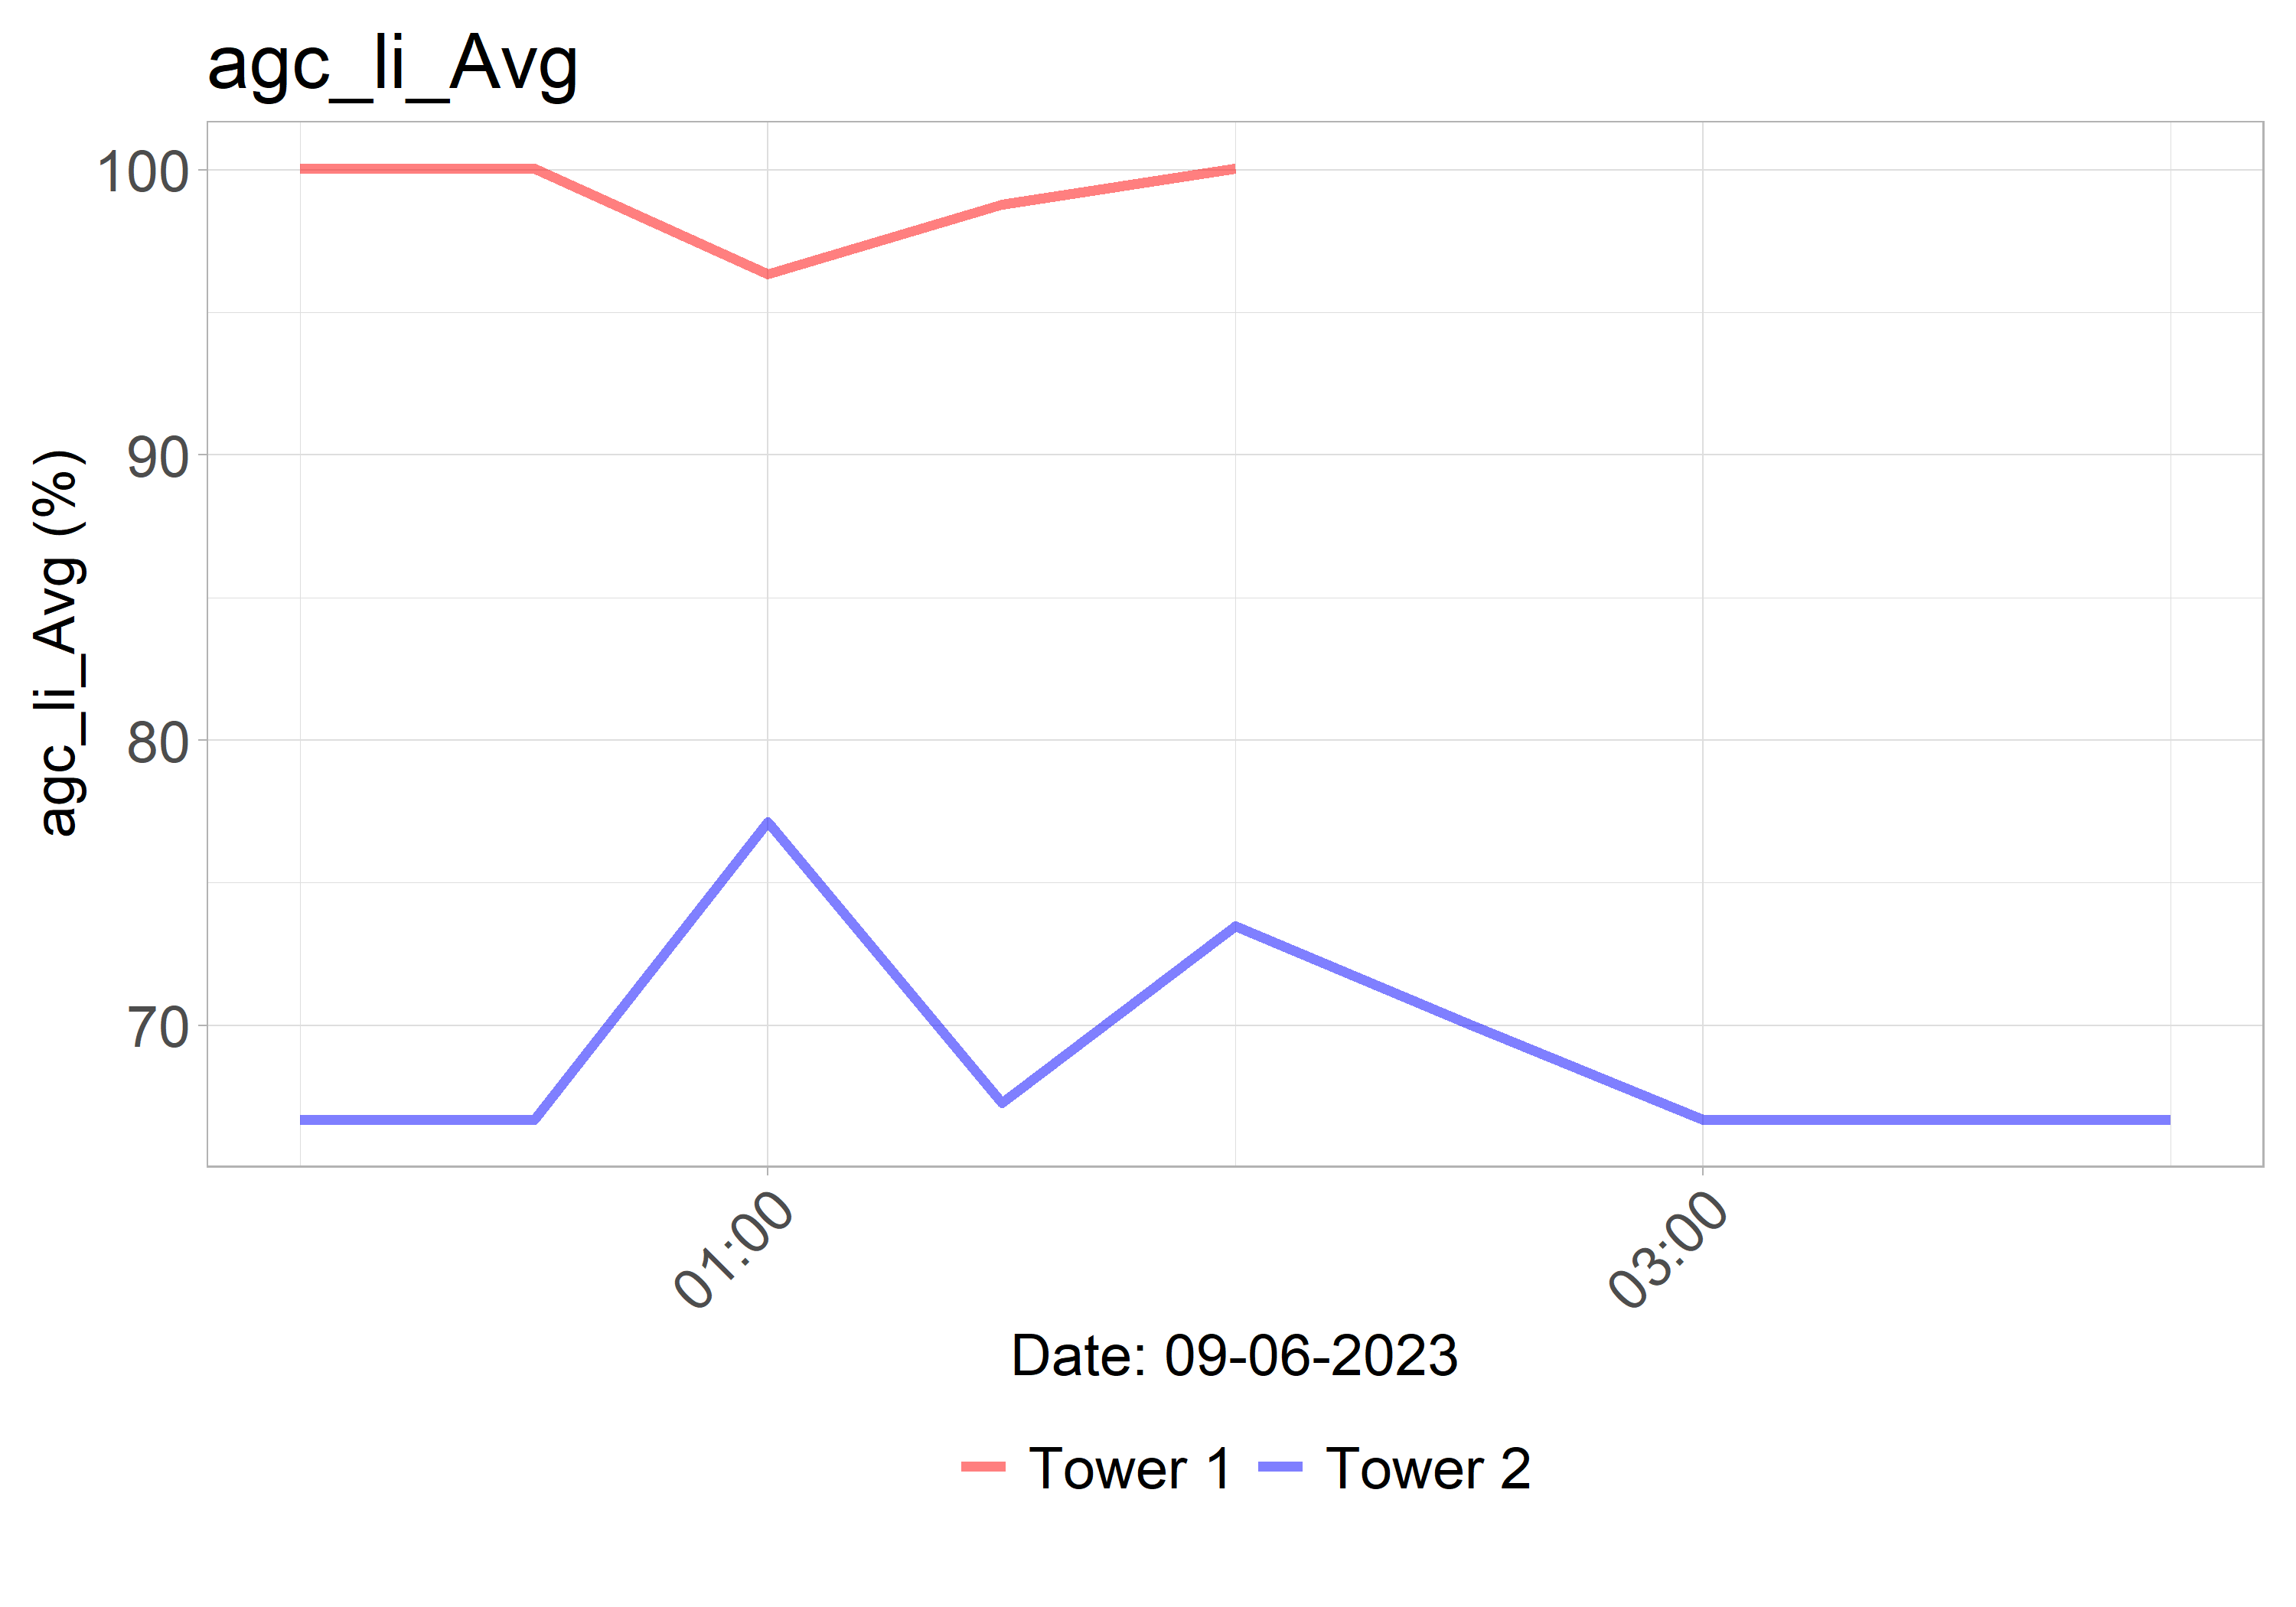 agc_li_Avg
agc_li_Avg (%)
100
90
80
70
01:00
03:00
Date: 09-06-2023
Tower 1
Tower 2